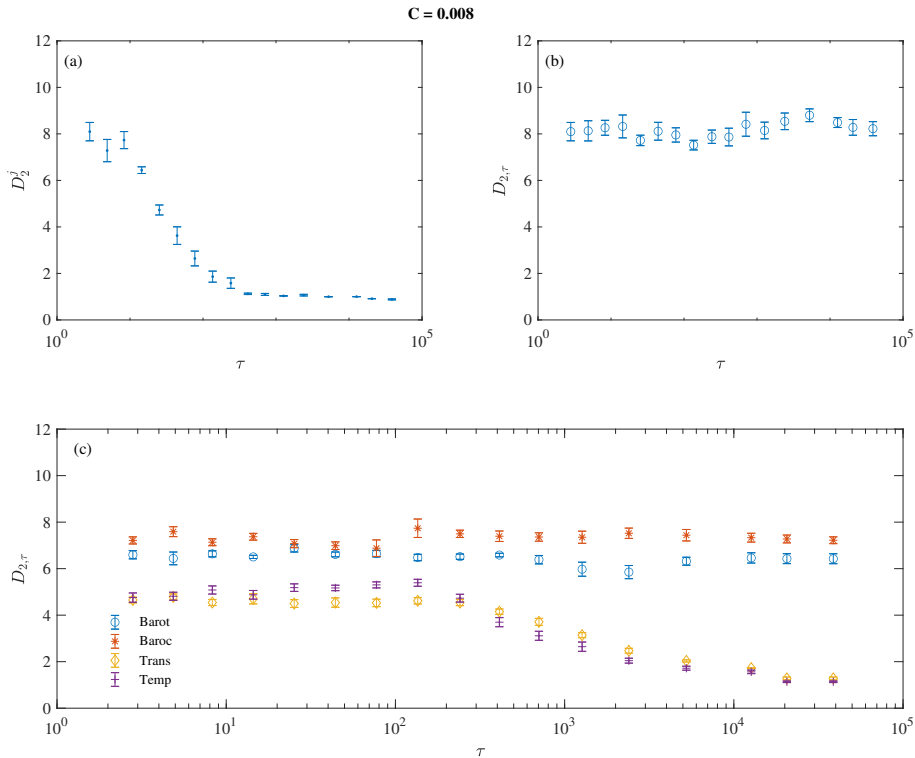 C = 0.008
12
10
8
6
4
2
0
(a)
D_2^j
10^0
10^5
τ
12
10
8
6
4
2
0
(b)
D_{2,τ}
10^0
10^5
τ
12
10
8
6
4
2
0
(c)
D_{2,τ}
Barot
Baroc
Trans
Temp
10^0
10^1
10^2
10^3
10^4
10^5
τ